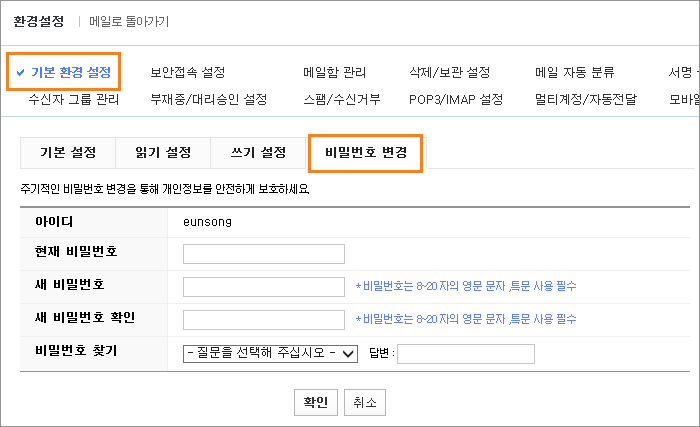 환경설정 | 메일로 돌아가기
✔ 기본 환경 설정 보안접속 설정 메일함 관리 삭제/보관 설정 메일 자동 분류 서명
수신자 그룹 관리 부재중/대리승인 설정 스팸/수신거부 POP3/IMAP 설정 멀티계정/자동전달 모바일
기본 설정 읽기 설정 쓰기 설정 비밀번호 변경
주기적인 비밀번호 변경을 통해 개인정보를 안전하게 보호하세요.
아이디 eunsong
현재 비밀번호
새 비밀번호 * 비밀번호는 8~20 자의 영문 문자 ,특문 사용 필수
새 비밀번호 확인 * 비밀번호는 8~20 자의 영문 문자 ,특문 사용 필수
비밀번호 찾기 - 질문을 선택해 주십시오 - 답변 :
확인 취소